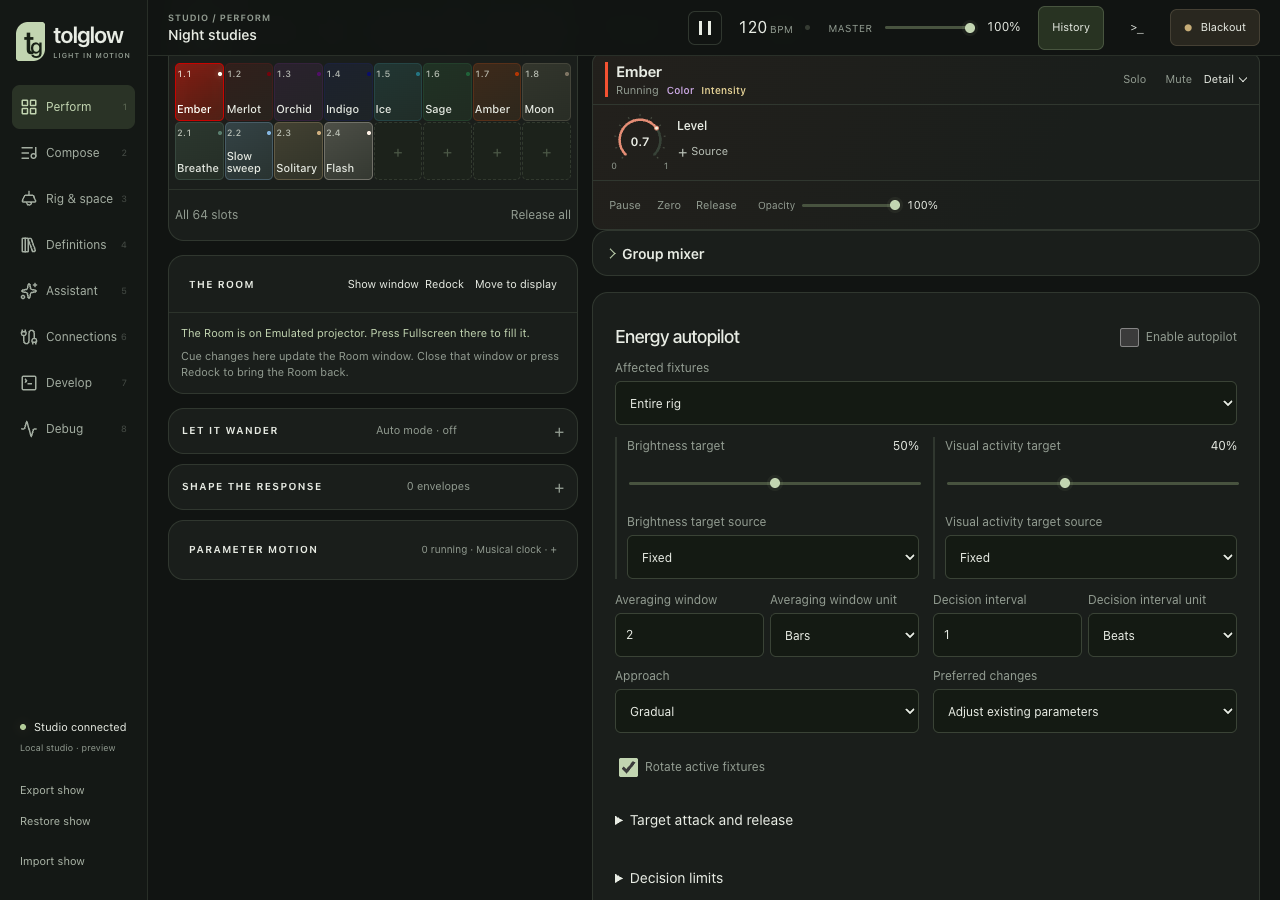 tg tolglow
LIGHT IN MOTION
Perform 1
Compose 2
Rig & space 3
Definitions 4
Assistant 5
Connections 6
Develop 7
Debug 8
Studio connected
Local studio · preview
Export show
Restore show
Import show
STUDIO / PERFORM
Night studies
120 BPM
MASTER
100%
History
>_
Blackout
1.1 Ember
1.2 Merlot
1.3 Orchid
1.4 Indigo
1.5 Ice
1.6 Sage
1.7 Amber
1.8 Moon
2.1 Breathe
2.2 Slow sweep
2.3 Solitary
2.4 Flash
+ + + +
All 64 slots
Release all
THE ROOM
Show window Redock Move to display
The Room is on Emulated projector. Press Fullscreen there to fill it.
Cue changes here update the Room window. Close that window or press
Redock to bring the Room back.
LET IT WANDER Auto mode · off +
SHAPE THE RESPONSE 0 envelopes +
PARAMETER MOTION 0 running · Musical clock · +
Ember
Running Color Intensity
Solo Mute Detail
0.7
0 1
Level
+ Source
Pause Zero Release Opacity 100%
Group mixer
Energy autopilot
Enable autopilot
Affected fixtures
Entire rig
Brightness target 50%
Visual activity target 40%
Brightness target source
Fixed
Visual activity target source
Fixed
Averaging window
2
Averaging window unit
Bars
Decision interval
1
Decision interval unit
Beats
Approach
Gradual
Preferred changes
Adjust existing parameters
Rotate active fixtures
Target attack and release
Decision limits